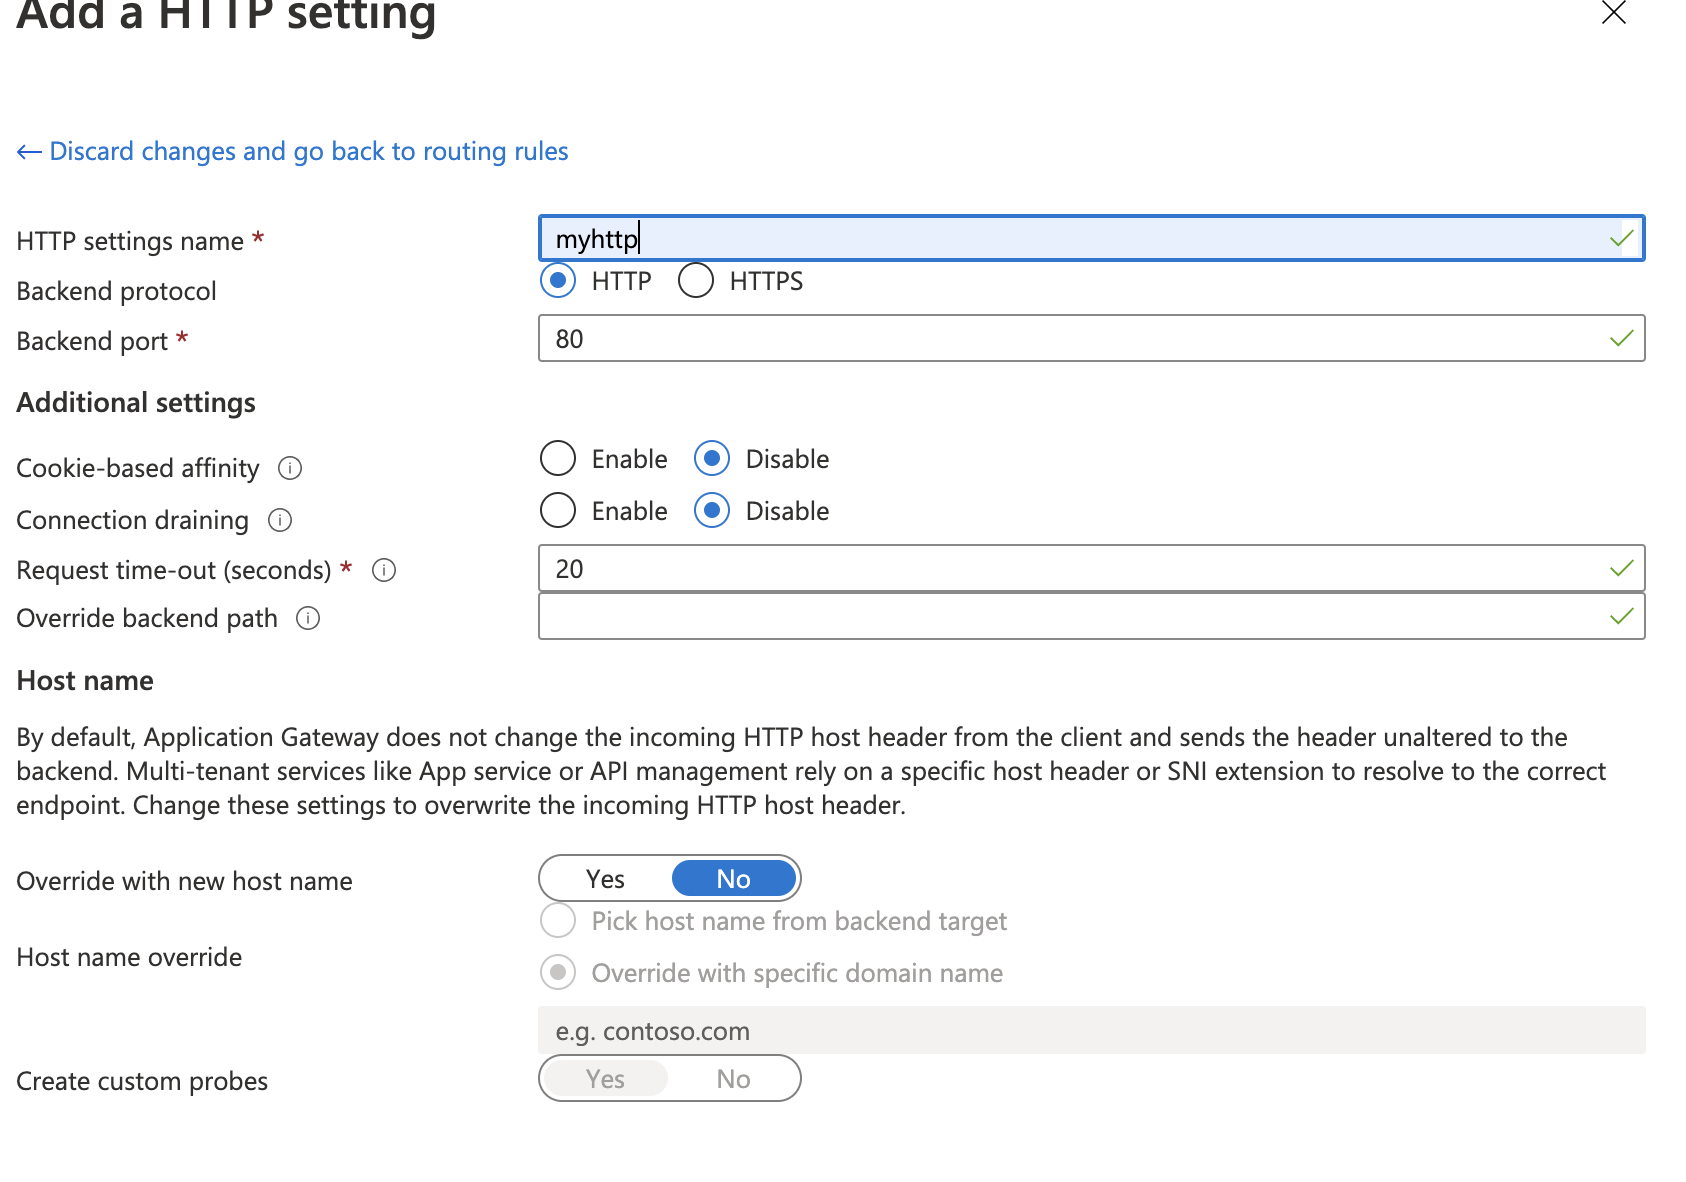 Add a HTTP setting
← Discard changes and go back to routing rules
HTTP settings name *
myhttp
Backend protocol
HTTP HTTPS
Backend port *
80
Additional settings
Cookie-based affinity
Enable Disable
Connection draining
Enable Disable
Request time-out (seconds) *
20
Override backend path
Host name
By default, Application Gateway does not change the incoming HTTP host header from the client and sends the header unaltered to the
backend. Multi-tenant services like App service or API management rely on a specific host header or SNI extension to resolve to the correct
endpoint. Change these settings to overwrite the incoming HTTP host header.
Override with new host name
Yes No
Pick host name from backend target
Host name override
Override with specific domain name
e.g. contoso.com
Create custom probes
Yes No